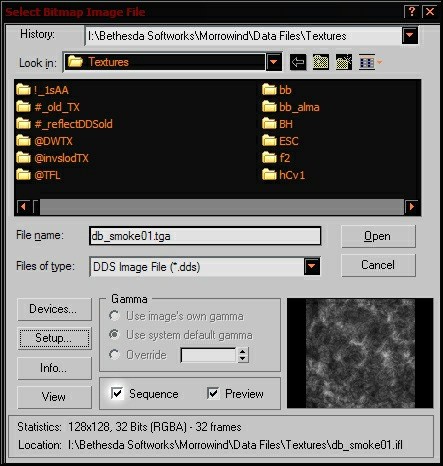 Select Bitmap Image File
History: I:\Bethesda Softworks\Morrowind\Data Files\Textures
Look in: Textures
!_1sAA bb
#_old_TX bb_alma
#_reflectDDSold BH
@DWTX ESC
@invslodTX f2
@TFL hCv1
File name: db_smoke01.tga Open
Files of type: DDS Image File (*.dds) Cancel
Devices...
Setup...
Info...
View
Gamma
Use image's own gamma
Use system default gamma
Override
Sequence Preview
Statistics: 128x128, 32 Bits (RGBA) - 32 frames
Location: I:\Bethesda Softworks\Morrowind\Data Files\Textures\db_smoke01.ifl